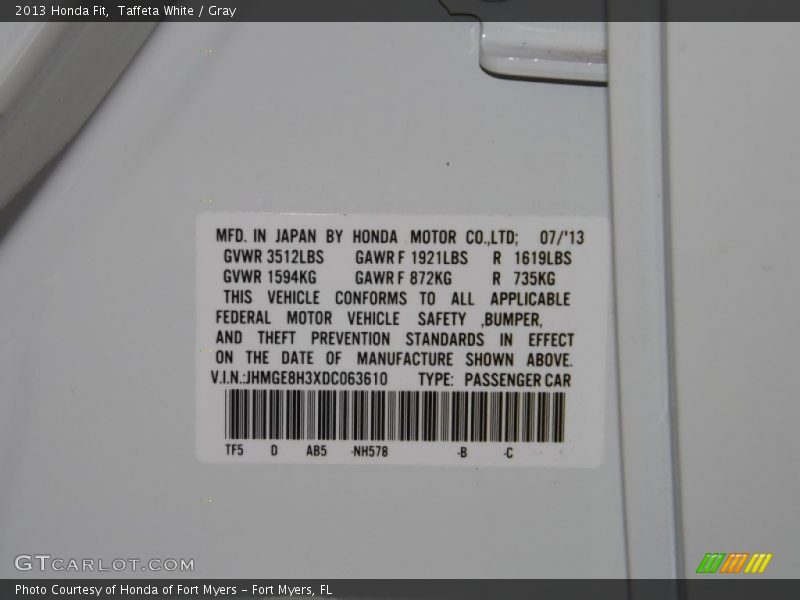 2013 Honda Fit, Taffeta White / Gray
MFD. IN JAPAN BY HONDA MOTOR CO.,LTD; 07/'13
GVWR 3512LBS GAWR F 1921LBS R 1619LBS
GVWR 1594KG GAWR F 872KG R 735KG
THIS VEHICLE CONFORMS TO ALL APPLICABLE
FEDERAL MOTOR VEHICLE SAFETY ,BUMPER,
AND THEFT PREVENTION STANDARDS IN EFFECT
ON THE DATE OF MANUFACTURE SHOWN ABOVE.
V.I.N.:JHMGE8H3XDC063610 TYPE: PASSENGER CAR
TF5 D AB5 -NH578 -B -C
GTCARLOT.COM
Photo Courtesy of Honda of Fort Myers – Fort Myers, FL